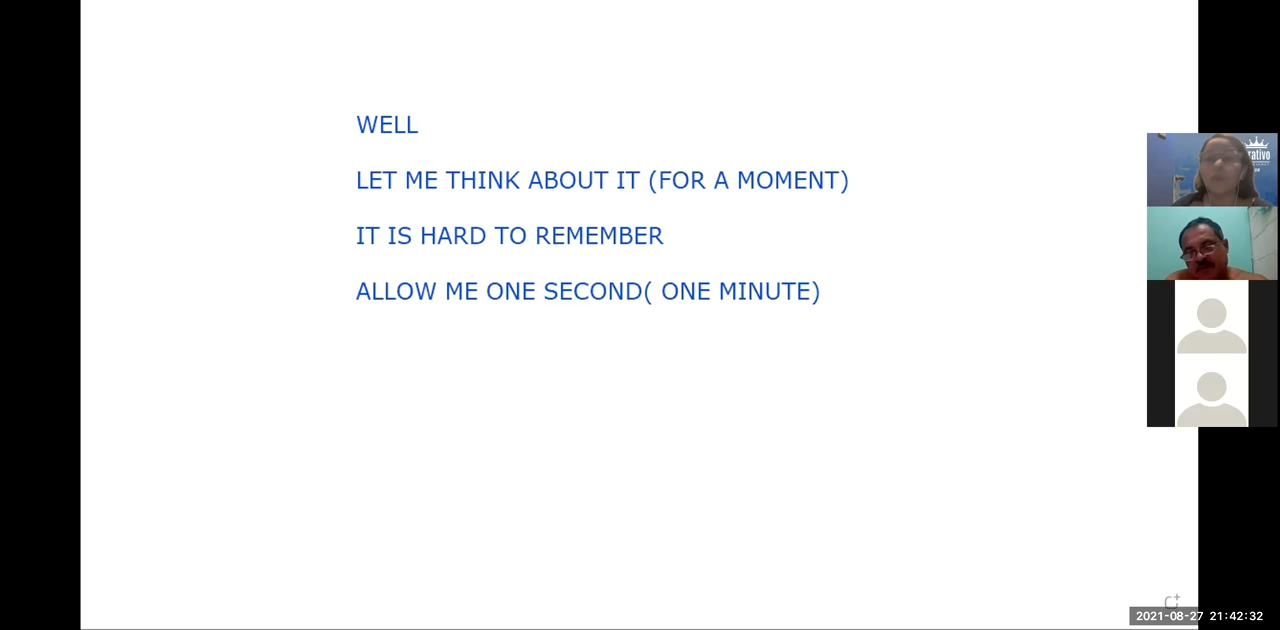 WELL
LET ME THINK ABOUT IT (FOR A MOMENT)
IT IS HARD TO REMEMBER
ALLOW ME ONE SECOND( ONE MINUTE)
2021-08-27 21:42:32